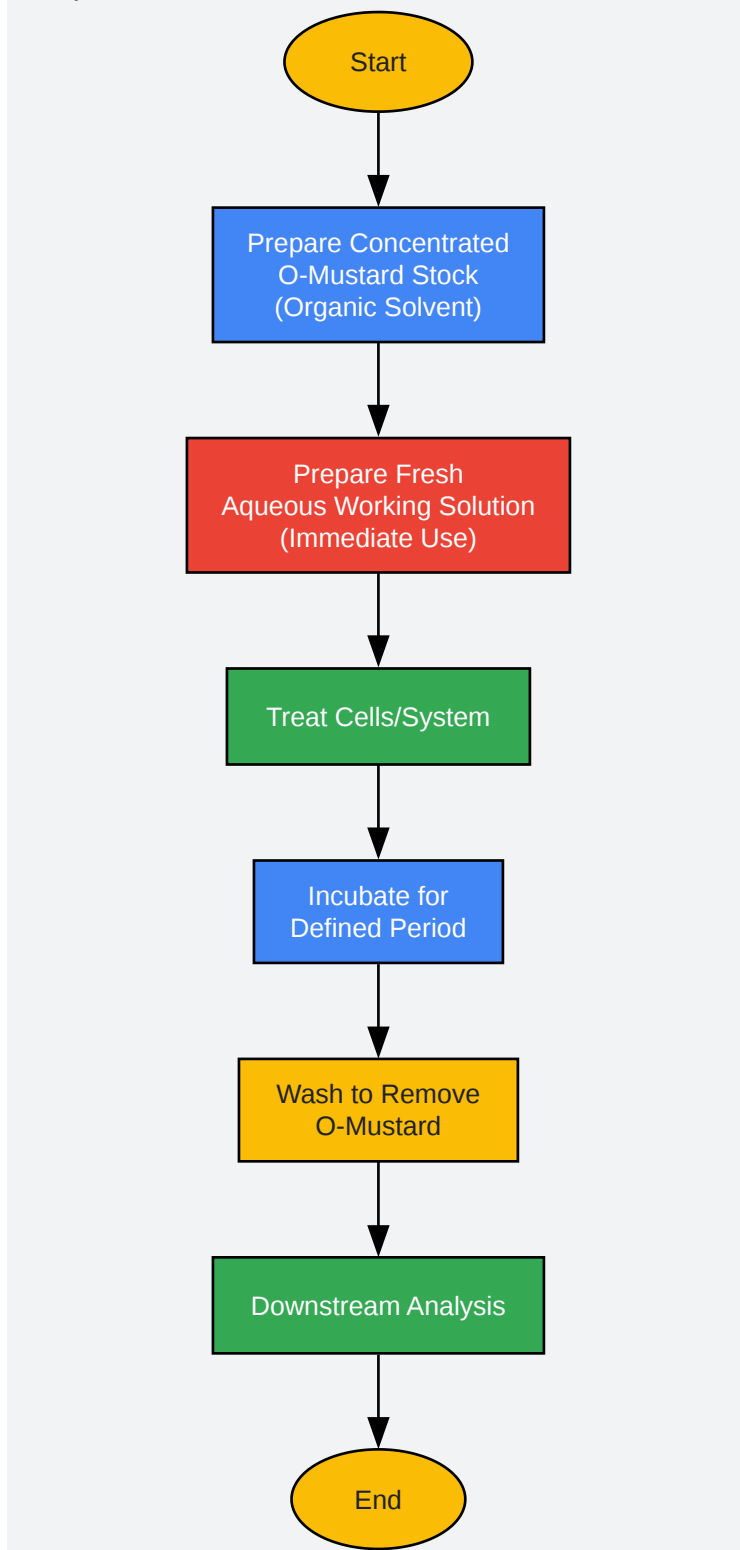 Start
Prepare Concentrated
O-Mustard Stock
(Organic Solvent)
Prepare Fresh
Aqueous Working Solution
(Immediate Use)
Treat Cells/System
Incubate for
Defined Period
Wash to Remove
O-Mustard
Downstream Analysis
End